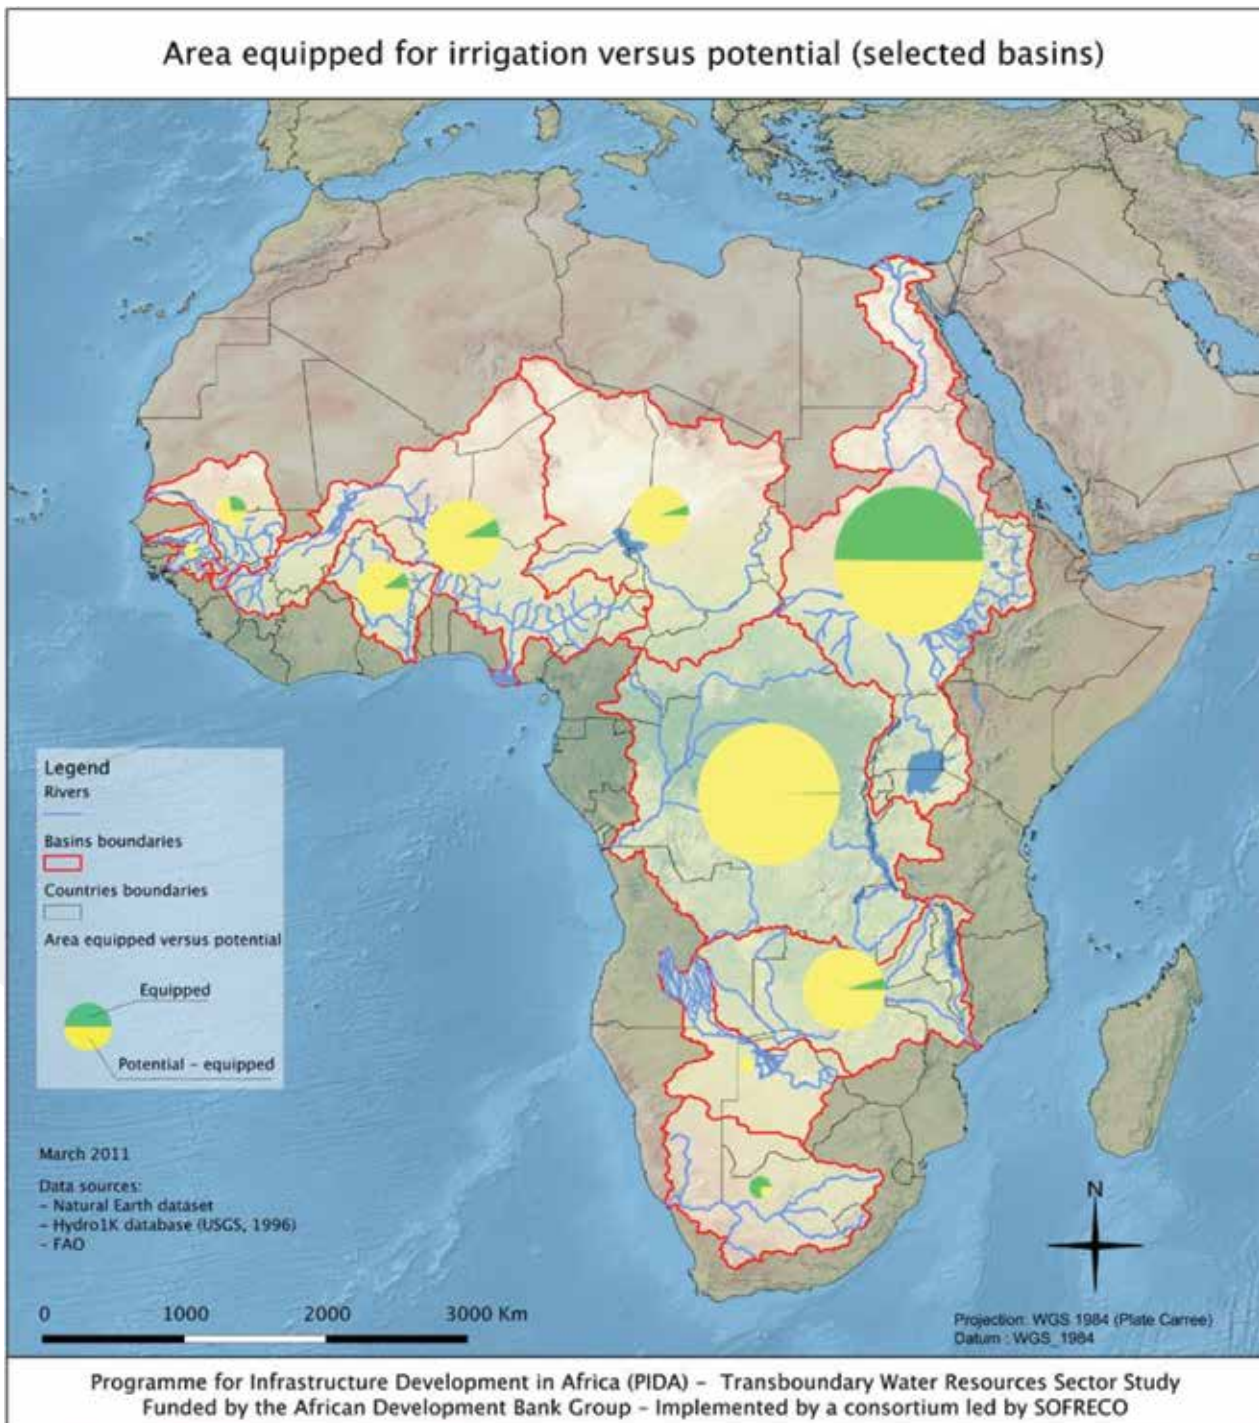 Area equipped for irrigation versus potential (selected basins)
Legend
Rivers
Basins boundaries
Countries boundaries
Area equipped versus potential
Equipped
Potential - equipped
March 2011
Data sources:
- Natural Earth dataset
- Hydro1K database (USGS, 1996)
- FAO
0 1000 2000 3000 Km
N
Projection: WGS 1984 (Plate Carree)
Datum : WGS_1984
Programme for Infrastructure Development in Africa (PIDA) - Transboundary Water Resources Sector Study
Funded by the African Development Bank Group - Implemented by a consortium led by SOFRECO